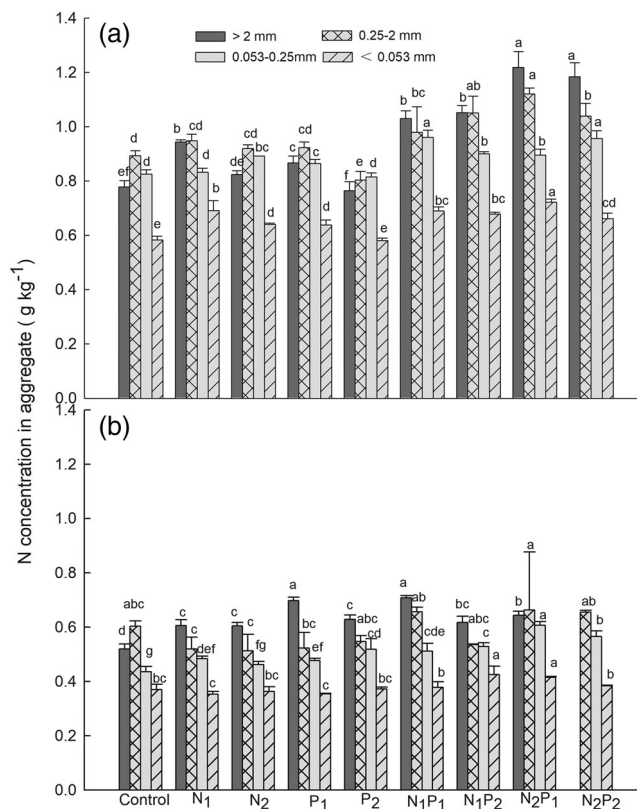 (a)
> 2 mm 0.25-2 mm
0.053-0.25mm < 0.053 mm
1.4
1.2
1.0
0.8
0.6
0.4
0.2
0.0
ef d d e
b cd d b
de cd bc d
c cd c d
f e d e
b bc a bc
b ab b bc
a a b a
a b a cd
N concentration in aggregate ( g kg⁻¹)
(b)
1.4
1.2
1.0
0.8
0.6
0.4
0.2
0.0
d abc g bc
c c def c
c c fg bc
a bc ef c
c abc cd bc
a ab cde b
bc abc c a
b a a a
ab b b
Control N₁ N₂ P₁ P₂ N₁P₁ N₁P₂ N₂P₁ N₂P₂